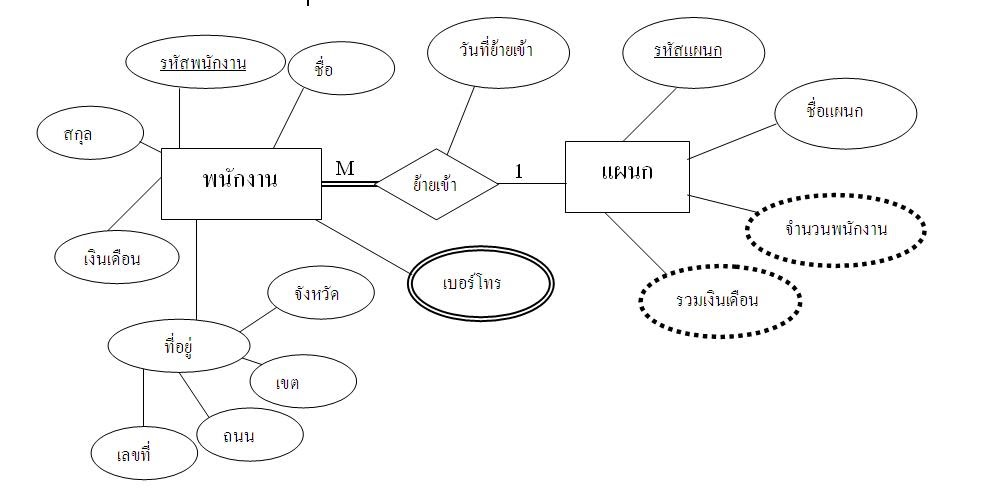 วันที่ย้ายเข้า
รหัสแผนก
รหัสพนักงาน
ชื่อ
ชื่อแผนก
สกุล
พนักงาน
M
ย้ายเข้า
1
แผนก
จำนวนพนักงาน
เงินเดือน
เบอร์โทร
จังหวัด
รวมเงินเดือน
ที่อยู่
เขต
ถนน
เลขที่